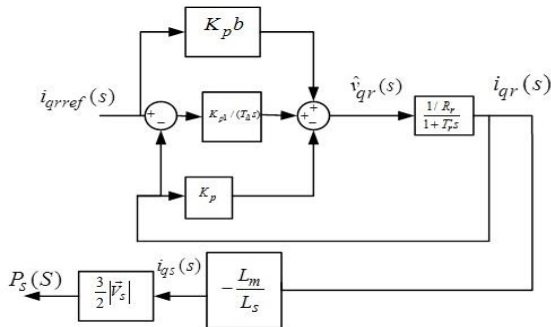 K_p b
i_qrref(s)
+
−
K_p1/(T_i1 s)
+
+
−
v̂_qr(s)
1/R_r
1+T_r s
i_qr(s)
K_p
P_s(S)
3/2 |V⃗_s|
i_qs(s)
− L_m
L_s